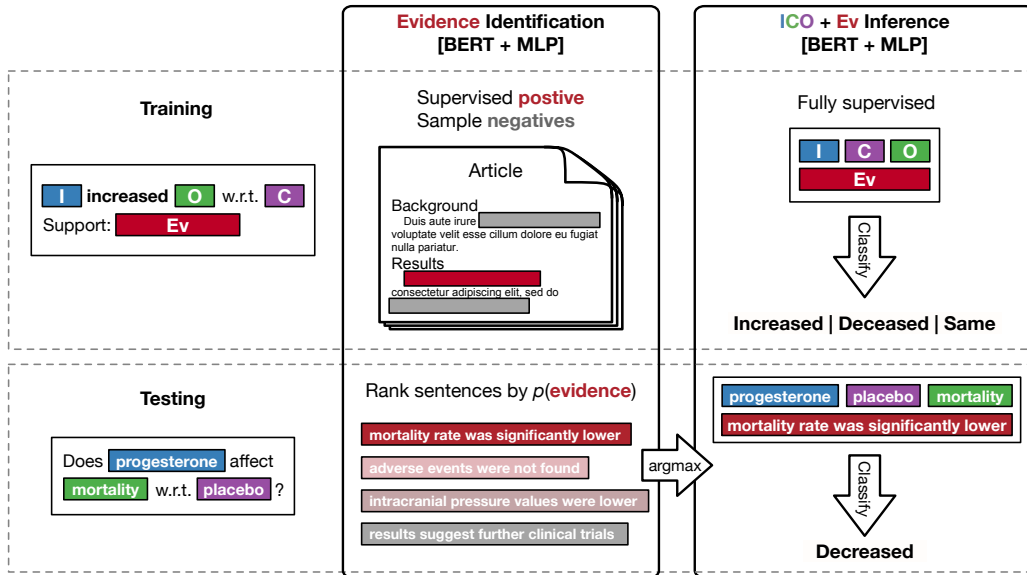 Evidence Identification
[BERT + MLP]
ICO + Ev Inference
[BERT + MLP]
Training
I increased O w.r.t. C
Support: Ev
Supervised postive
Sample negatives
Article
Background
Duis aute irure
voluptate velit esse cillum dolore eu fugiat
nulla pariatur.
Results
consectetur adipiscing elit, sed do
Fully supervised
I C O
Ev
Classify
Increased | Deceased | Same
Testing
Does progesterone affect
mortality w.r.t. placebo ?
Rank sentences by p(evidence)
mortality rate was significantly lower
adverse events were not found
intracranial pressure values were lower
results suggest further clinical trials
argmax
progesterone placebo mortality
mortality rate was significantly lower
Classify
Decreased